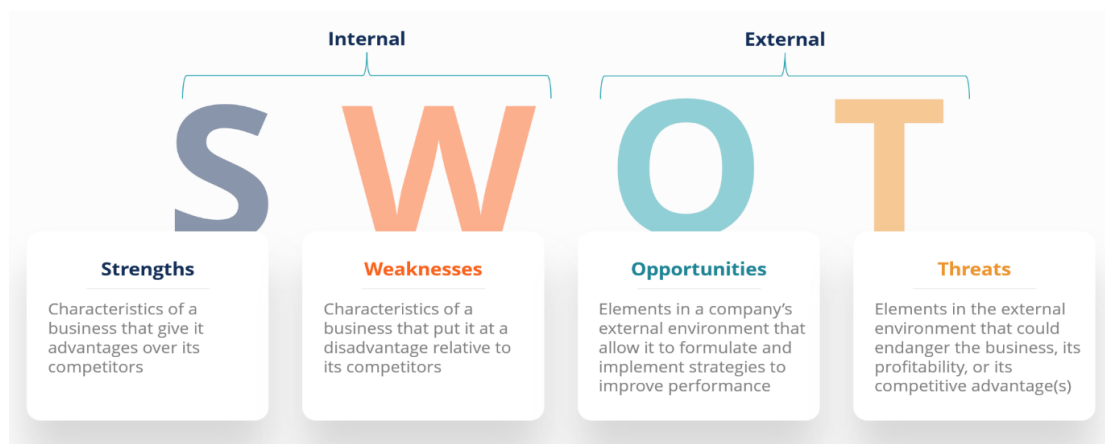 Internal
External
S W O T
Strengths
Characteristics of a
business that give it
advantages over its
competitors
Weaknesses
Characteristics of a
business that put it at a
disadvantage relative to
its competitors
Opportunities
Elements in a company’s
external environment that
allow it to formulate and
implement strategies to
improve performance
Threats
Elements in the external
environment that could
endanger the business, its
profitability, or its
competitive advantage(s)